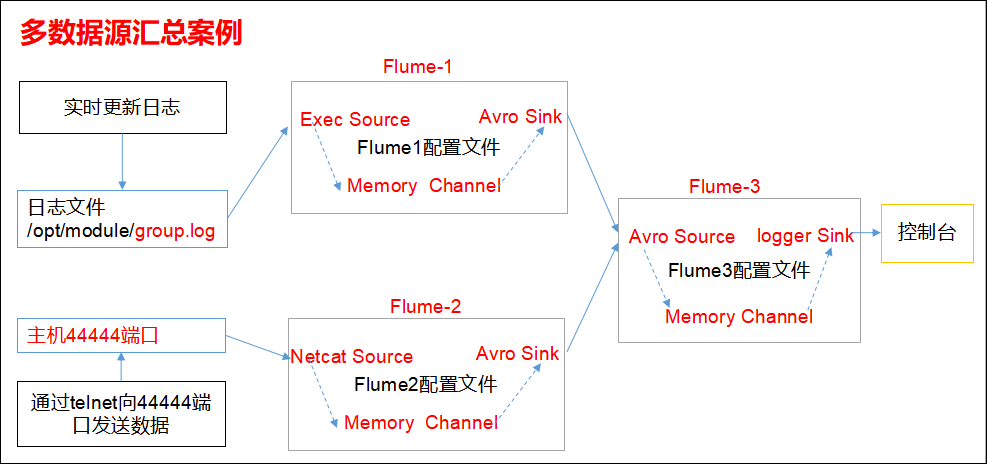 多数据源汇总案例
实时更新日志
日志文件
/opt/module/group.log
Flume-1
Exec Source
Avro Sink
Flume1配置文件
Memory Channel
主机44444端口
通过telnet向44444端
口发送数据
Flume-2
Netcat Source
Avro Sink
Flume2配置文件
Memory Channel
Flume-3
Avro Source
logger Sink
Flume3配置文件
Memory Channel
控制台